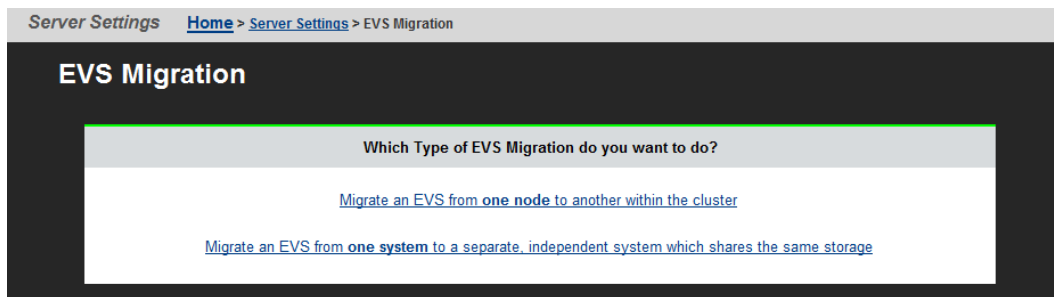 Server Settings Home > Server Settings > EVS Migration
EVS Migration
Which Type of EVS Migration do you want to do?
Migrate an EVS from one node to another within the cluster
Migrate an EVS from one system to a separate, independent system which shares the same storage